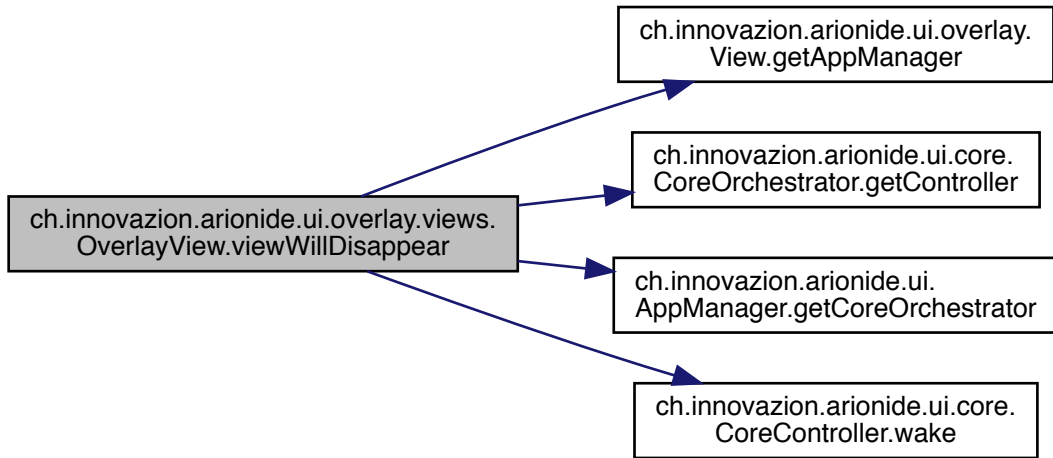 ch.innovazion.arionide.ui.overlay.views.
OverlayView.viewWillDisappear
ch.innovazion.arionide.ui.overlay.
View.getAppManager
ch.innovazion.arionide.ui.core.
CoreOrchestrator.getController
ch.innovazion.arionide.ui.
AppManager.getCoreOrchestrator
ch.innovazion.arionide.ui.core.
CoreController.wake